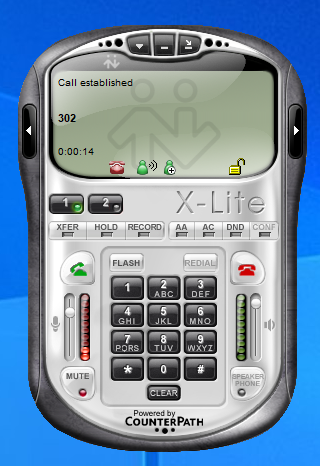 Call established
302
0:00:14
1 2
X-Lite
XFER HOLD RECORD AA AC DND CONF
FLASH REDIAL
1 2 ABC 3 DEF
4 GHI 5 JKL 6 MNO
7 PQRS 8 TUV 9 WXYZ
* 0 #
MUTE CLEAR SPEAKER PHONE
Powered by
COUNTERPATH